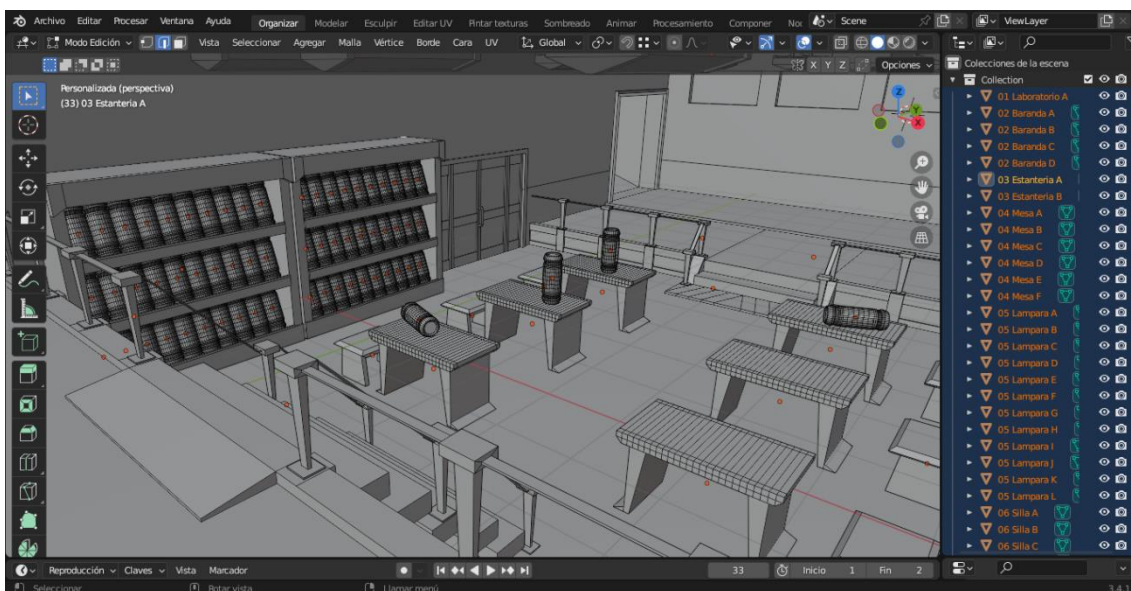 Archivo Editar Procesar Ventana Ayuda Organizar Modelar Esculpir Editar UV Pintar texturas Sombreado Animar Procesamiento Componer Scene ViewLayer
Modo Edición Vista Seleccionar Agregar Malla Vértice Borde Cara UV Global
X Y Z Opciones
Colecciones de la escena
Personalizada (perspectiva)
(33) 03 Estanteria A
Z
Y
X
Collection
01 Laboratorio A
02 Baranda A
02 Baranda B
02 Baranda C
02 Baranda D
03 Estanteria A
03 Estanteria B
04 Mesa A
04 Mesa B
04 Mesa C
04 Mesa D
04 Mesa E
04 Mesa F
05 Lampara A
05 Lampara B
05 Lampara C
05 Lampara D
05 Lampara E
05 Lampara F
05 Lampara G
05 Lampara H
05 Lampara I
05 Lampara J
05 Lampara K
05 Lampara L
06 Silla A
06 Silla B
06 Silla C
Reproducción Claves Vista Marcador 33 Inicio 1 Fin 2
Seleccionar Rotar vista Llamar menú 3.4.1